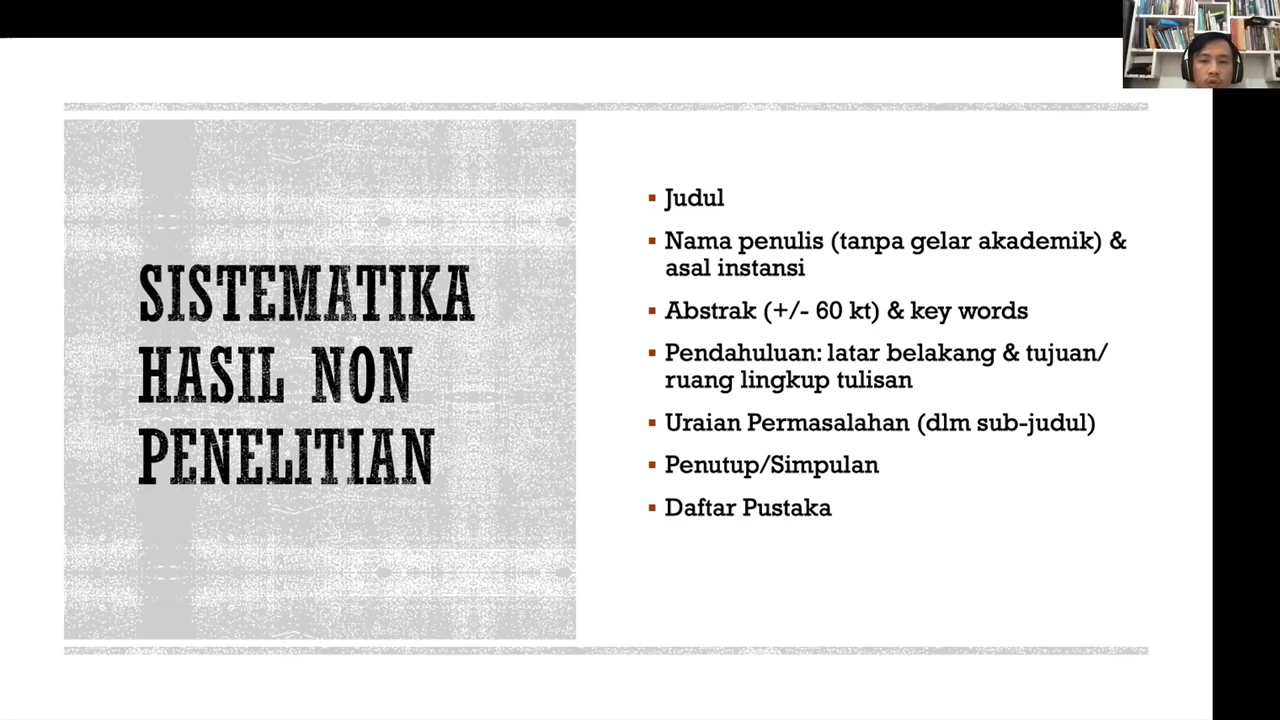 SISTEMATIKA
HASIL NON
PENELITIAN
Judul
Nama penulis (tanpa gelar akademik) &
asal instansi
Abstrak (+/- 60 kt) & key words
Pendahuluan: latar belakang & tujuan/
ruang lingkup tulisan
Uraian Permasalahan (dlm sub-judul)
Penutup/Simpulan
Daftar Pustaka